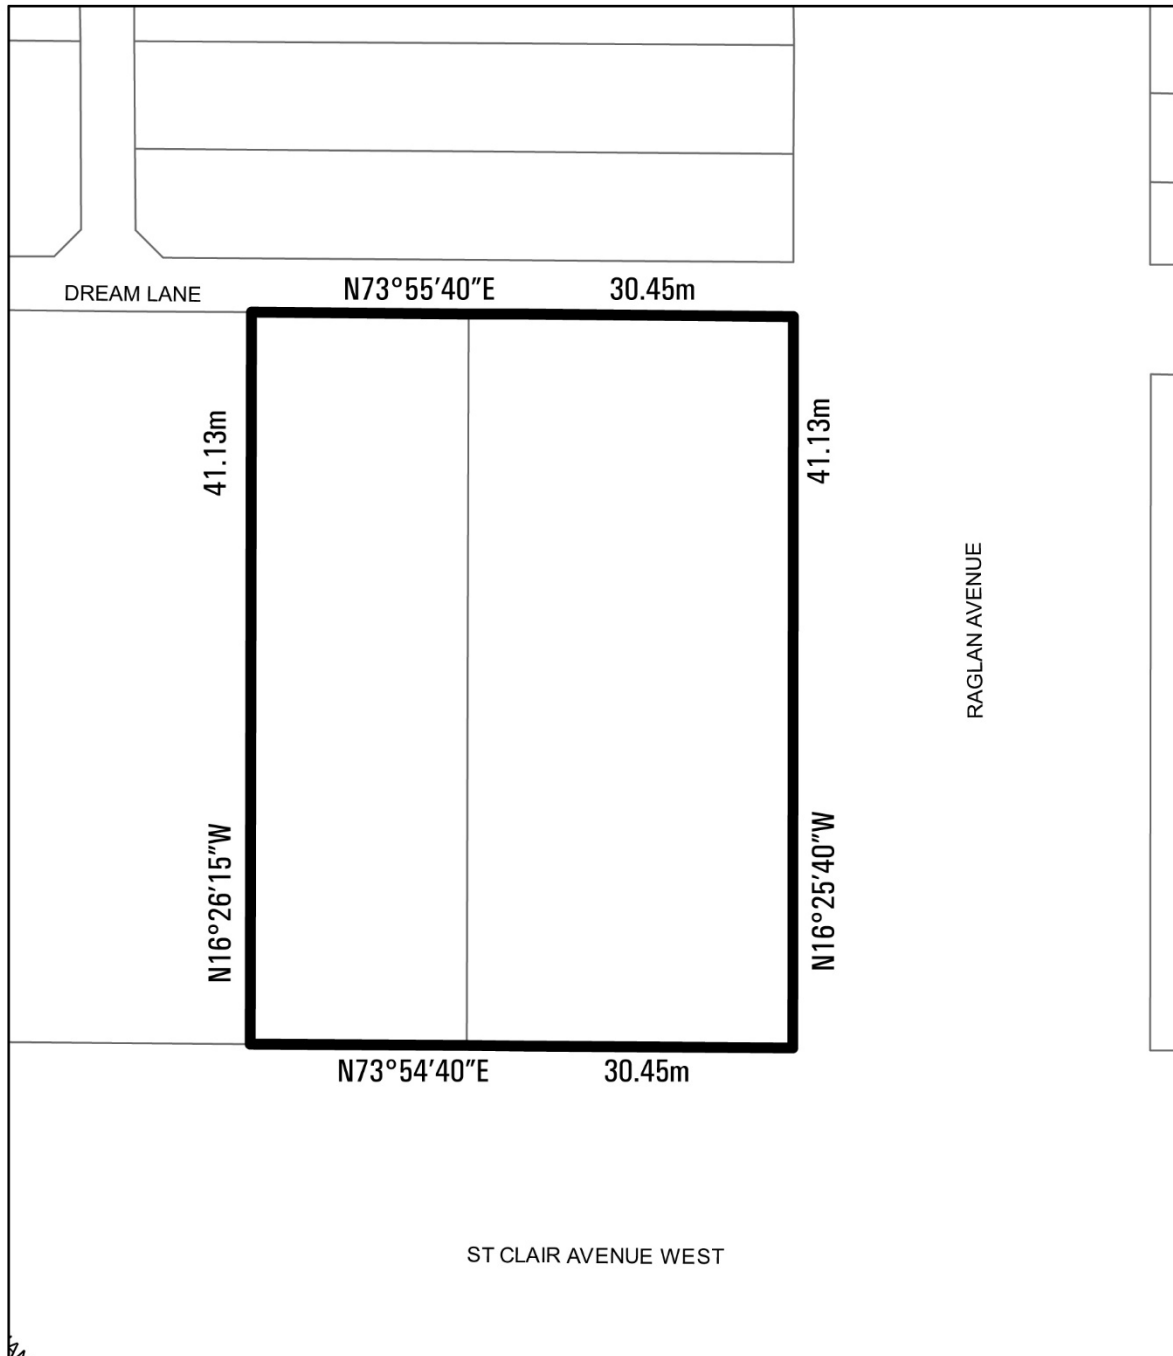 DREAM LANE
N73°55'40"E 30.45m
41.13m
41.13m
RAGLAN AVENUE
N16°26'15"W
N16°25'40"W
N73°54'40"E 30.45m
ST CLAIR AVENUE WEST